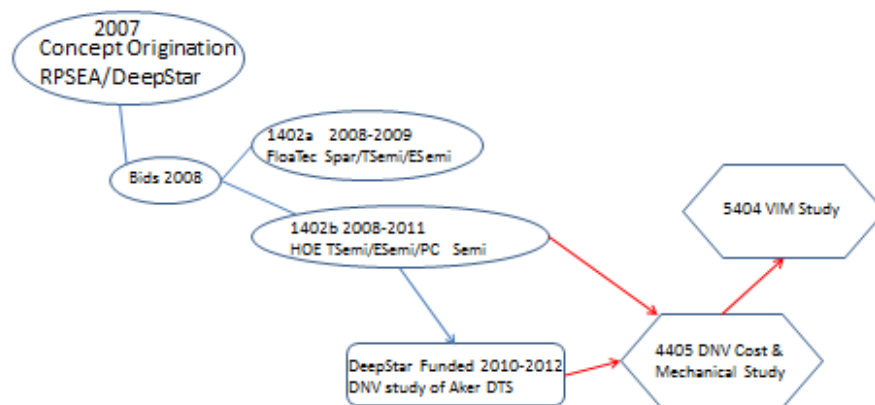 2007
Concept Origination
RPSEA/DeepStar
Bids 2008
1402a 2008-2009
FloaTec Spar/TSemi/ESemi
1402b 2008-2011
HOE TSemi/ESemi/PC Semi
5404 VIM Study
DeepStar Funded 2010-2012
DNV study of Aker DTS
4405 DNV Cost &
Mechanical Study